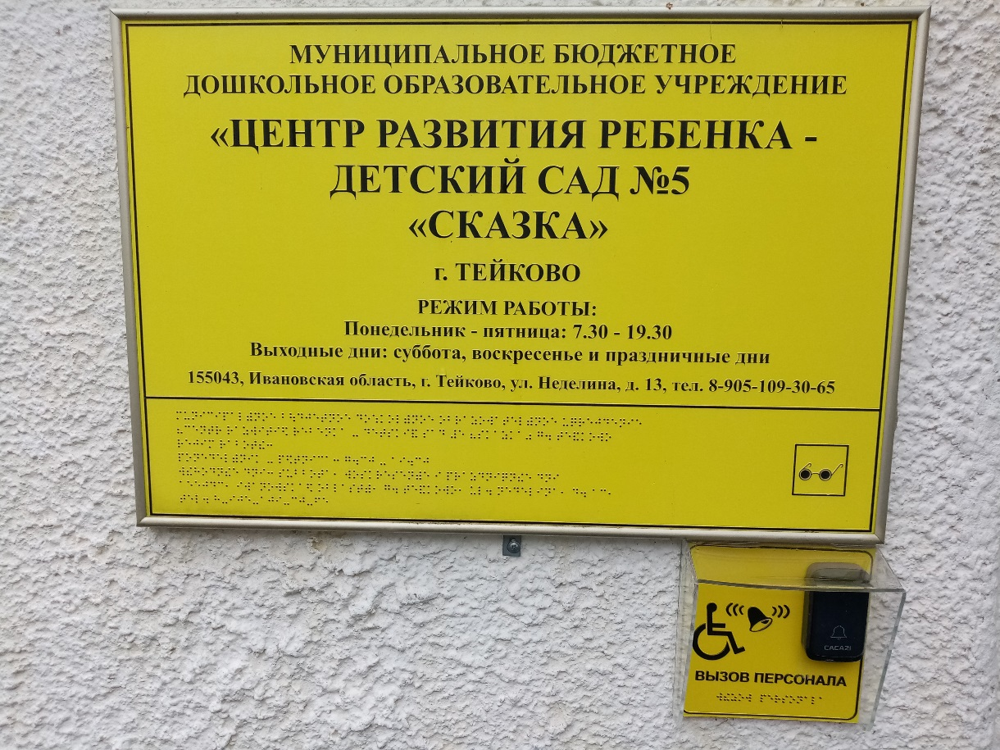 МУНИЦИПАЛЬНОЕ БЮДЖЕТНОЕ
ДОШКОЛЬНОЕ ОБРАЗОВАТЕЛЬНОЕ УЧРЕЖДЕНИЕ
«ЦЕНТР РАЗВИТИЯ РЕБЕНКА -
ДЕТСКИЙ САД №5
«СКАЗКА»
г. ТЕЙКОВО
РЕЖИМ РАБОТЫ:
Понедельник - пятница: 7.30 - 19.30
Выходные дни: суббота, воскресенье и праздничные дни
155043, Ивановская область, г. Тейково, ул. Неделина, д. 13, тел. 8-905-109-30-65
CACAZI
ВЫЗОВ ПЕРСОНАЛА